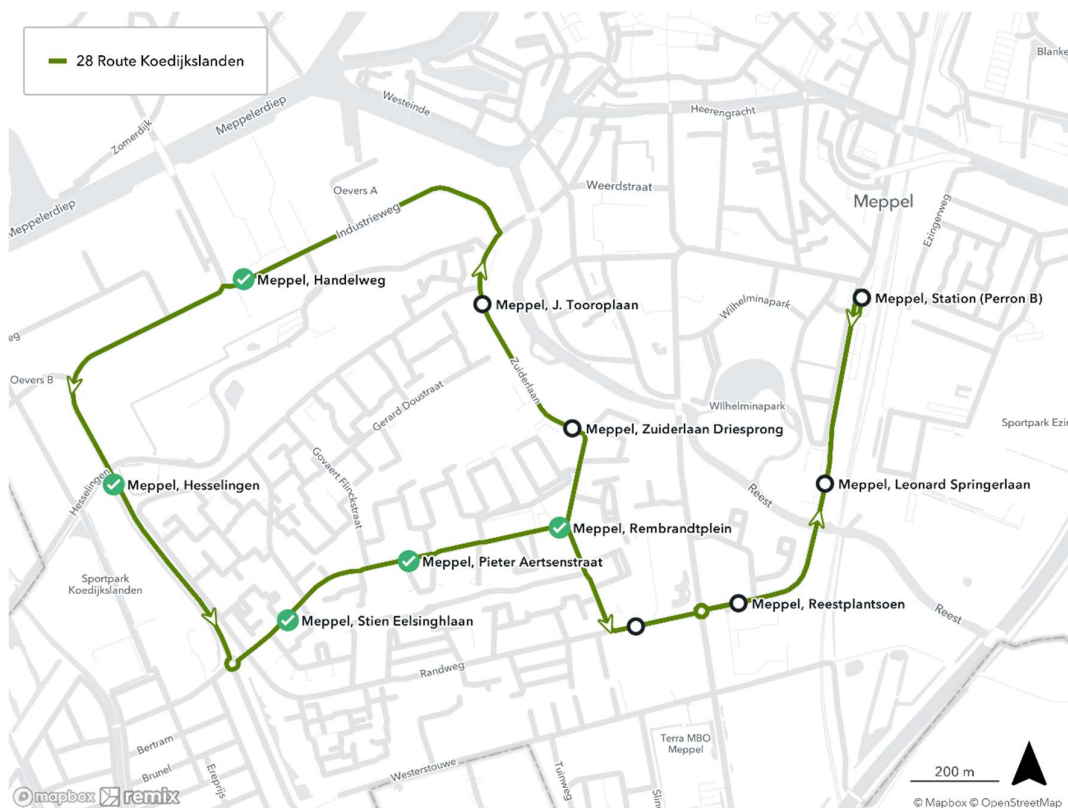 28 Route Koedijkslanden
Blanke
Westeinde
Meppelerdiep
Heerengracht
Zomerdijk
Oevers A
Weerdstraat
Meppel
Meppelerdiep
Industrieweg
Ezingerweg
Meppel, Handelweg
Meppel, J. Tooroplaan
Meppel, Station (Perron B)
Wilhelminapark
eg
Oevers B
Zuiderlaan
Gerard Doustraat
WIlhelminapark
Meppel, Zuiderlaan Driesprong
Sportpark Ezin
Govaert Flinckstraat
Hesselingen
Meppel, Hesselingen
Reest
Meppel, Leonard Springerlaan
Meppel, Rembrandtplein
Meppel, Pieter Aertsenstraat
Sportpark
Koedijkslanden
Meppel, Reestplantsoen
Reest
Meppel, Stien Eelsinghlaan
Randweg
Bertram
Terra MBO
Meppel
Brunel
Ereprijs
Westerstouwe
Tuinweg
Sling
200 m
mapbox remix
© Mapbox © OpenStreetMap